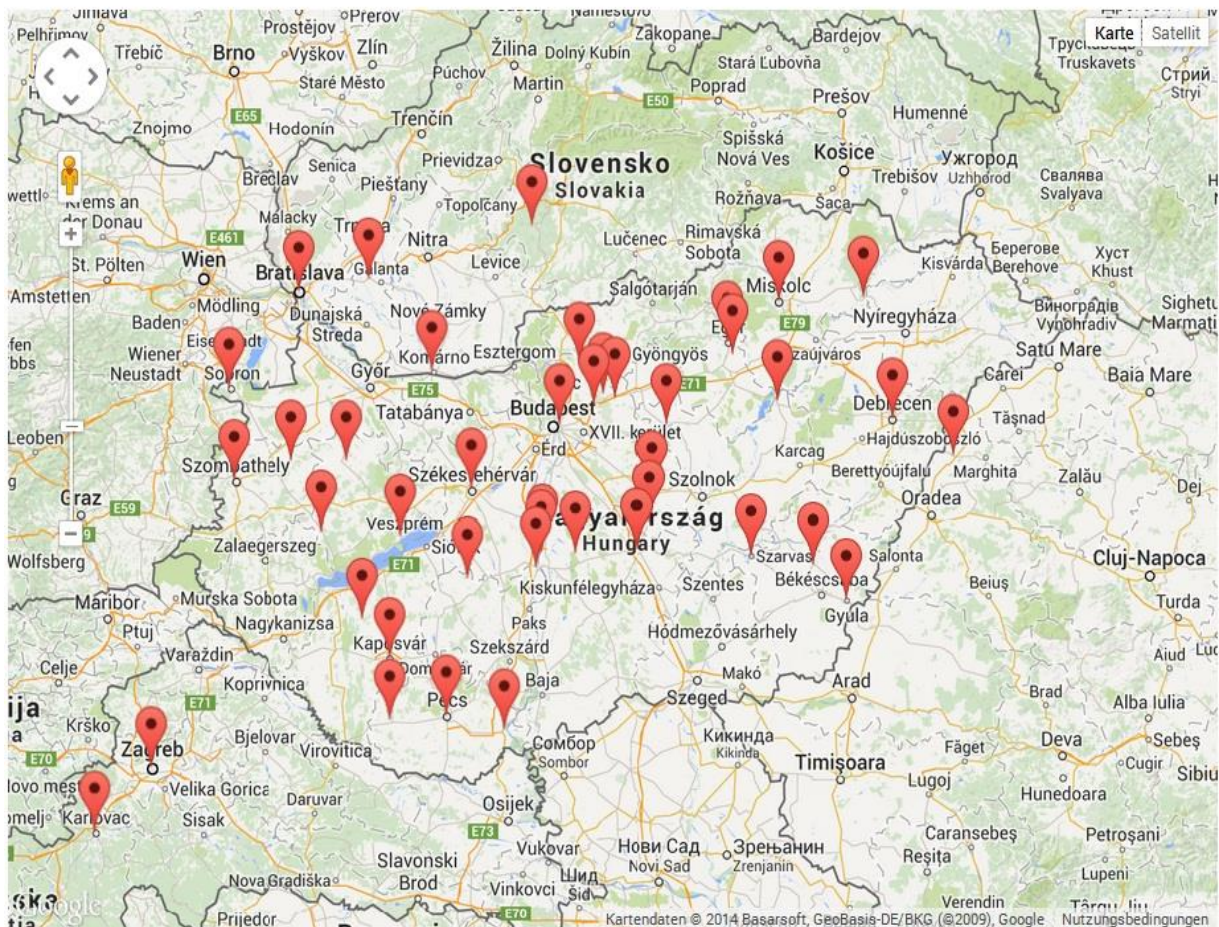 Jihlava
Pelhřimov
Třebíč
Brno
Prostějov
Vyškov
Přerov
Zlín
Staré Město
Žilina
Dolný Kubín
Námestovo
Zakopane
Bardejov
Karte
Satellit
Трускавець
Truskavets
Стрий
Stryi
Púchov
Martin
Stará Ľubovňa
Poprad
E50
Prešov
Humenné
E65
Trenčín
Znojmo
Hodonín
Senica
Prievidza
Slovensko
Slovakia
Spišská
Nová Ves
Košice
Ужгород
Uzhhorod
Свалява
Svalyava
Břeclav
Piešťany
Topoľčany
Rožňava
Trebišov
Šaca
Krems an
der Donau
Malacky
E461
Nitra
Levice
Lučenec
Rimavská
Sobota
Берегове
Berehove
Хуст
Khust
Kisvárda
St. Pölten
Wien
Bratislava
Galanta
Salgótarján
Miskolc
Amstetten
Mödling
Baden
Dunajská
Streda
Nové Zámky
Виноградів
Vynohradiv
E79
Nyíregyháza
Wiener
Neustadt
Sopron
Győr
Komárno
Esztergom
Gyöngyös
Satu Mare
Carei
Baia Mare
E75
E71
Tatabánya
Budapest
Debrecen
Tășnad
Leoben
XVII. kerület
Érd
Hajdúszoboszló
Karcag
Marghita
Szombathely
Székesfehérvár
Szolnok
Berettyóújfalu
Zalău
Dej
Graz
E59
Oradea
Veszprém
Magyarország
Hungary
Zalaegerszeg
Siófok
Wolfsberg
E71
Szarvas
Salonta
Cluj-Napoca
Békéscsaba
Beiuș
Kiskunfélegyháza
Szentes
Maribor
Murska Sobota
Gyula
Turda
Ptuj
Nagykanizsa
Paks
Hódmezővásárhely
Varaždin
Kaposvár
Szekszárd
Aiud
Celje
Koprivnica
Baja
Makó
Pécs
Szeged
Arad
Brad
Alba Iulia
E71
Krško
Bjelovar
Virovitica
Сомбор
Sombor
Кикинда
Kikinda
Făget
Deva
Sebeș
E70
Zagreb
Cugir
Timișoara
Velika Gorica
Lugoj
Hunedoara
Karlovac
Sisak
Daruvar
Osijek
E73
Caransebeș
Petroșani
Vukovar
Нови Сад
Novi Sad
Зрењанин
Zrenjanin
Reșița
Lupeni
Nova Gradiška
Slavonski
Brod
Vinkovci
Шид
Šid
E70
Verendin
Târgu Jiu
Google
Prijedor
Kartendaten © 2014 Basarsoft, GeoBasis-DE/BKG (©2009), Google
Nutzungsbedingungen